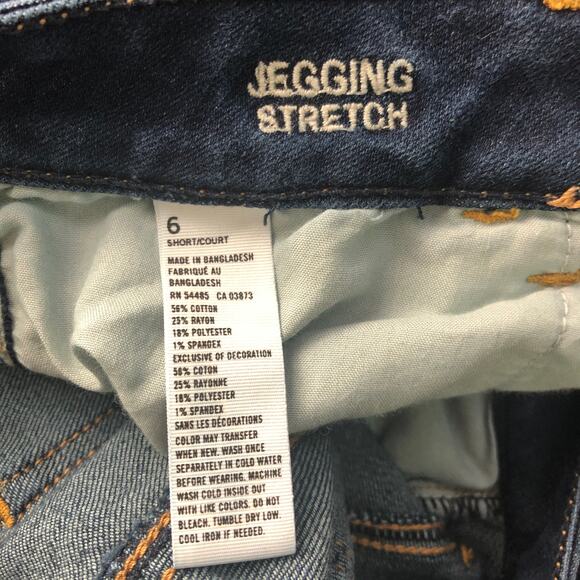 JEGGING
STRETCH
6
SHORT/COURT
MADE IN BANGLADESH
FABRIQUÉ AU
BANGLADESH
RN 54485 CA 03873
56% COTTON
25% RAYON
18% POLYESTER
1% SPANDEX
EXCLUSIVE OF DECORATION
56% COTON
25% RAYONNE
18% POLYESTER
1% SPANDEX
SANS LES DÉCORATIONS
COLOR MAY TRANSFER
WHEN NEW. WASH ONCE
SEPARATELY IN COLD WATER
BEFORE WEARING. MACHINE
WASH COLD INSIDE OUT
WITH LIKE COLORS. DO NOT
BLEACH. TUMBLE DRY LOW.
COOL IRON IF NEEDED.